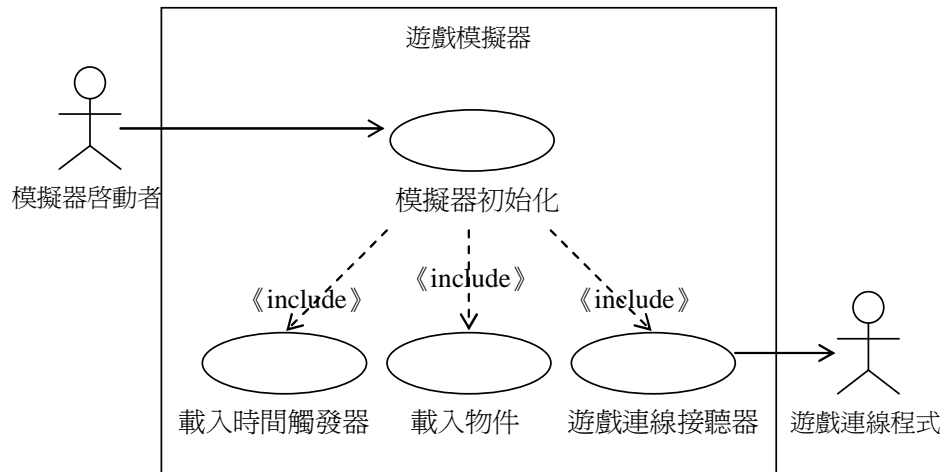 遊戲模擬器
模擬器啓動者
模擬器初始化
《include》
《include》
《include》
載入時間觸發器
載入物件
遊戲連線接聽器
遊戲連線程式